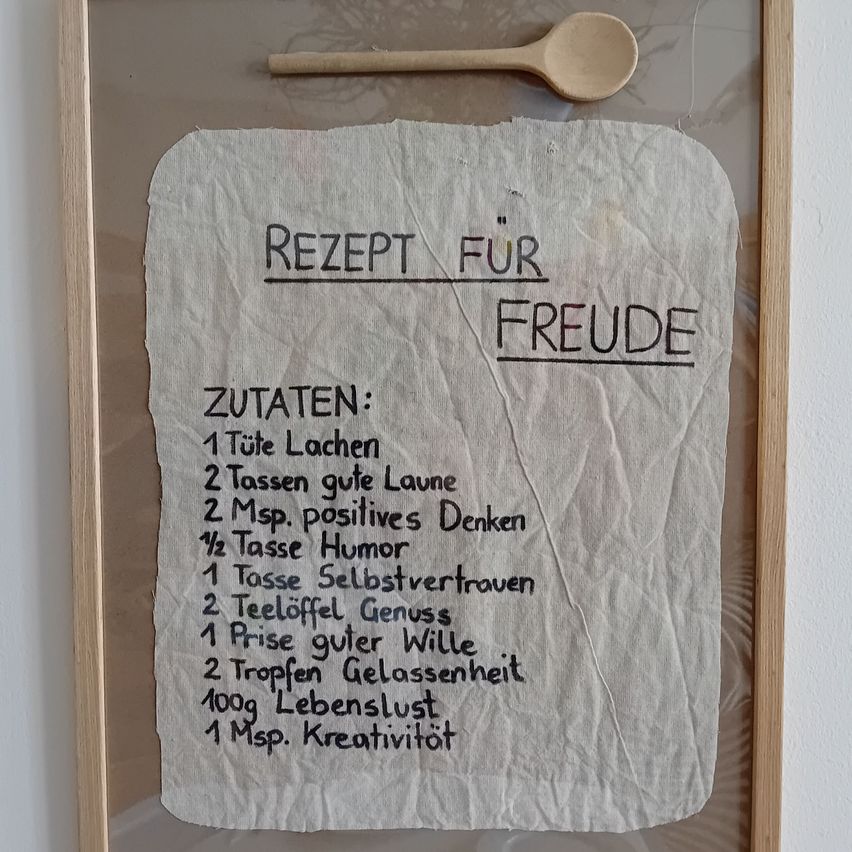 REZEPT FÜR
FREUDE
ZUTATEN:
1 Tüte Lachen
2 Tassen gute Laune
2 Msp. positives Denken
1/2 Tasse Humor
1 Tasse Selbstvertrauen
2 Teelöffel Genuss
1 Prise guter Wille
2 Tropfen Gelassenheit
100g Lebenslust
1 Msp. Kreativität